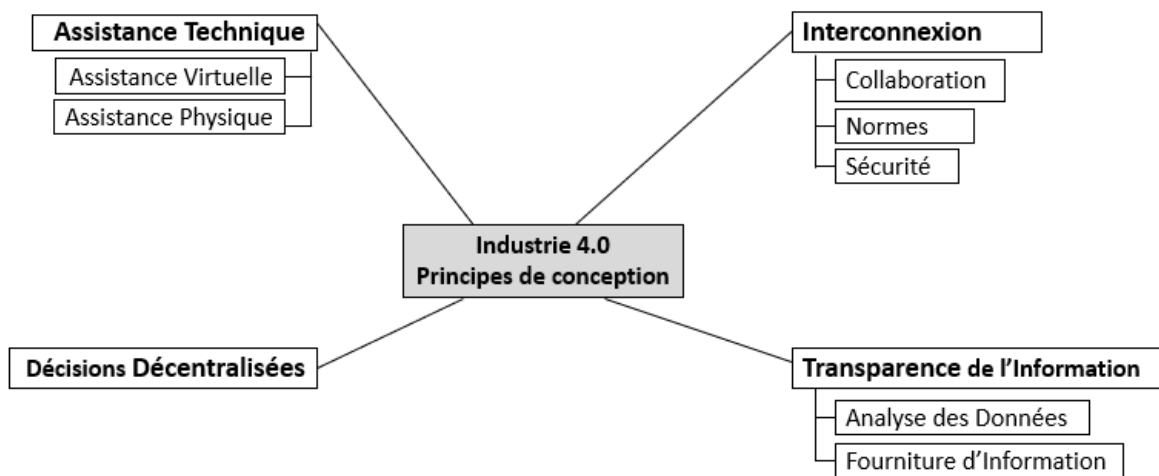 Assistance Technique
Assistance Virtuelle
Assistance Physique
Interconnexion
Collaboration
Normes
Sécurité
Industrie 4.0
Principes de conception
Décisions Décentralisées
Transparence de l’Information
Analyse des Données
Fourniture d’Information